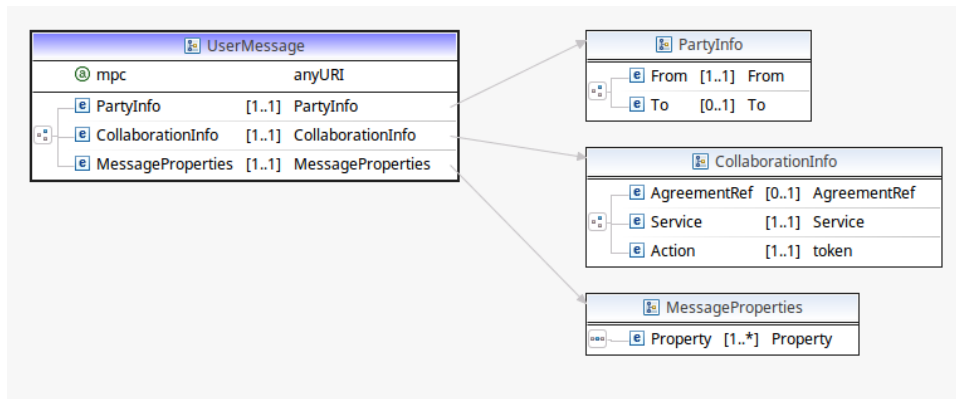 UserMessage
mpc anyURI
PartyInfo [1..1] PartyInfo
CollaborationInfo [1..1] CollaborationInfo
MessageProperties [1..1] MessageProperties
PartyInfo
From [1..1] From
To [0..1] To
CollaborationInfo
AgreementRef [0..1] AgreementRef
Service [1..1] Service
Action [1..1] token
MessageProperties
Property [1..*] Property